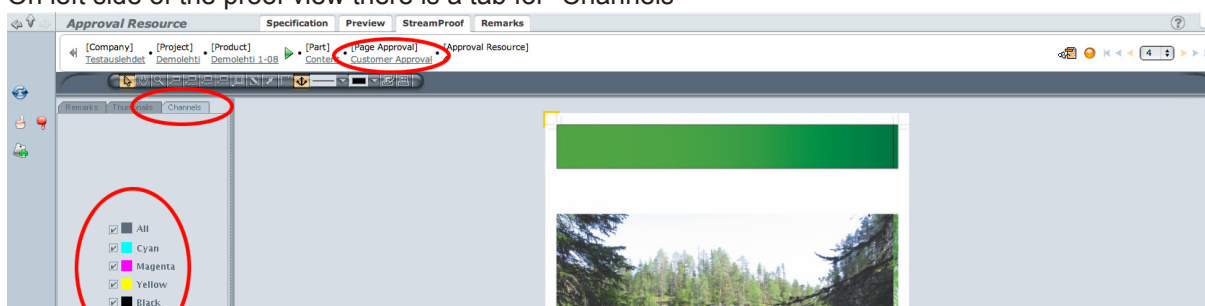 On left side of the proof view there is a tab for "Channels"
Approval Resource Specification Preview StreamProof Remarks ?
[Company] [Project] [Product] [Part] [Page Approval] [Approval Resource]
Testauslehdet Demolehti Demolehti 1-08 Content Customer Approval 4
Remarks Thumbnails Channels
All
Cyan
Magenta
Yellow
Black